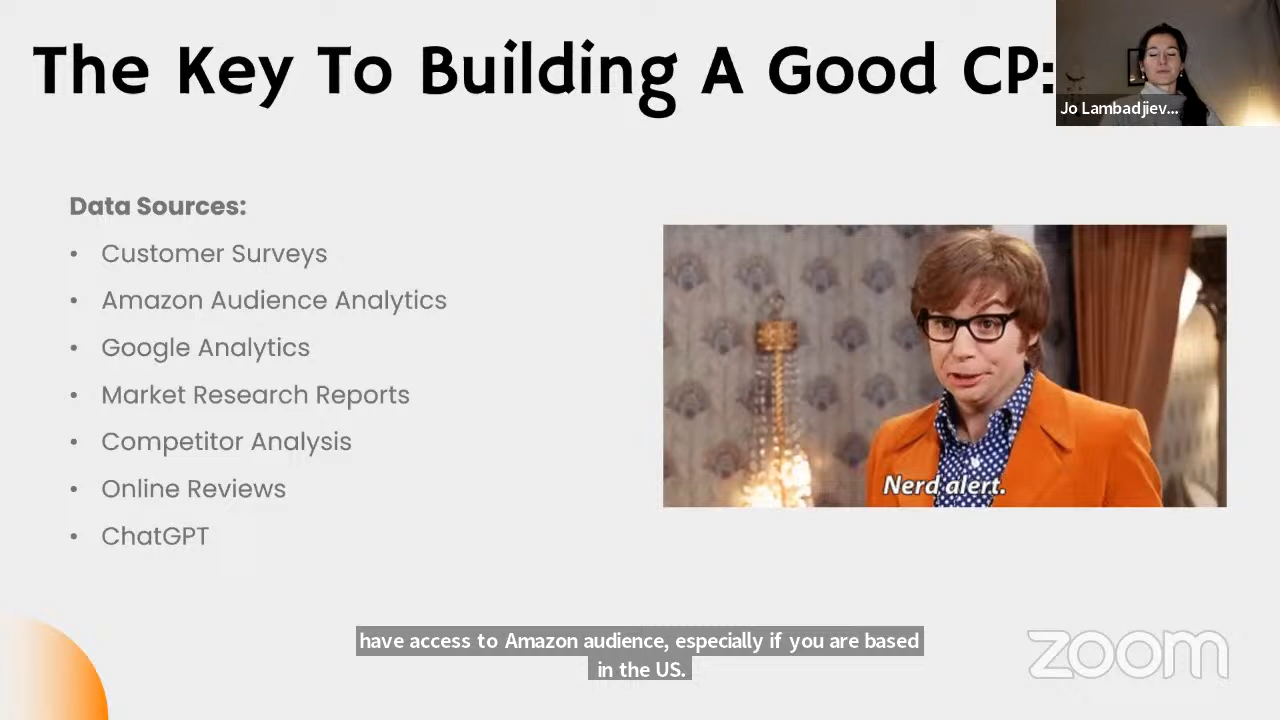 The Key To Building A Good CP:
Jo Lambadjiev...
Data Sources:
• Customer Surveys
• Amazon Audience Analytics
• Google Analytics
• Market Research Reports
• Competitor Analysis
• Online Reviews
• ChatGPT
Nerd alert.
have access to Amazon audience, especially if you are based
in the US.
zoom